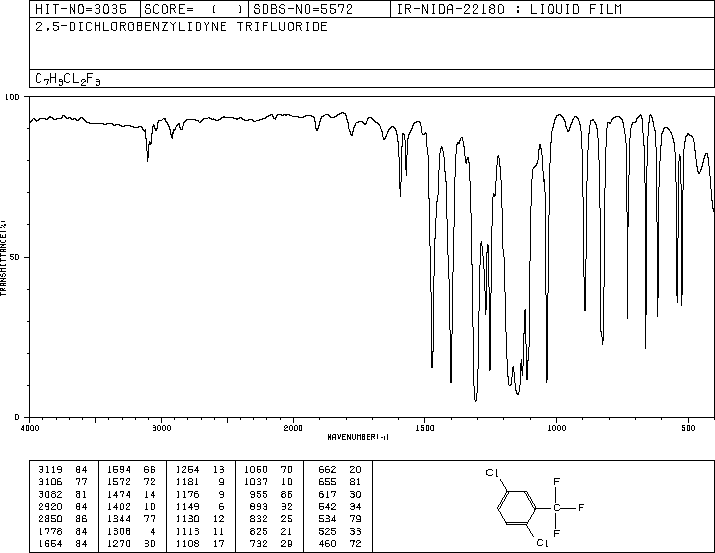 HIT-NO=3035 SCORE= ( ) SDBS-NO=5572 IR-NIDA-22180 : LIQUID FILM
2,5-DICHLOROBENZYLIDYNE TRIFLUORIDE
C7H3CL2F3
100
50
0
TRANSMITTANCE(%)
4000 3000 2000 1500 1000 500
WAVENUMBER(-1)
3119 84 1594 66 1254 13 1060 70 662 20
3106 77 1572 72 1181 9 1037 10 655 81
3082 81 1474 14 1176 9 955 86 617 30
2920 84 1402 10 1149 6 893 32 542 34
2850 86 1344 77 1130 12 832 25 534 79
1778 84 1308 4 1113 11 825 21 525 33
1654 84 1270 30 1108 17 732 29 460 72
Cl
F
F
F
Cl